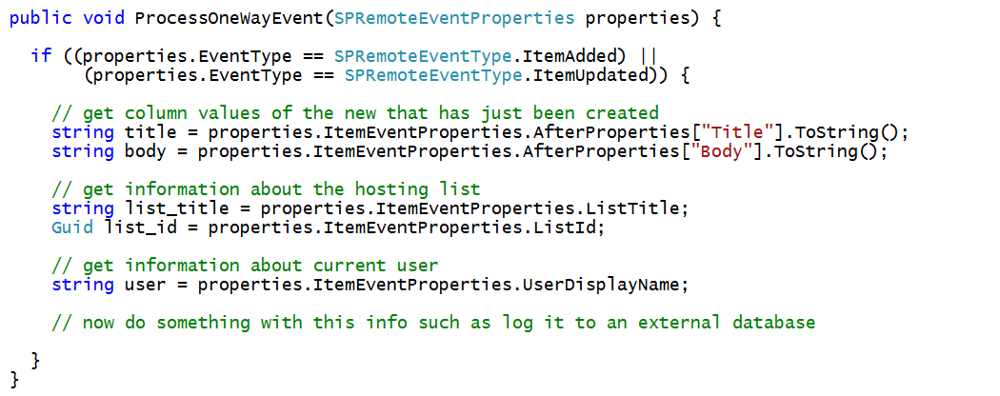 public void ProcessOneWayEvent(SPRemoteEventProperties properties) {
if ((properties.EventType == SPRemoteEventType.ItemAdded) ||
(properties.EventType == SPRemoteEventType.ItemUpdated)) {
// get column values of the new that has just been created
string title = properties.ItemEventProperties.AfterProperties["Title"].ToString();
string body = properties.ItemEventProperties.AfterProperties["Body"].ToString();
// get information about the hosting list
string list_title = properties.ItemEventProperties.ListTitle;
Guid list_id = properties.ItemEventProperties.ListId;
// get information about current user
string user = properties.ItemEventProperties.UserDisplayName;
// now do something with this info such as log it to an external database
}
}